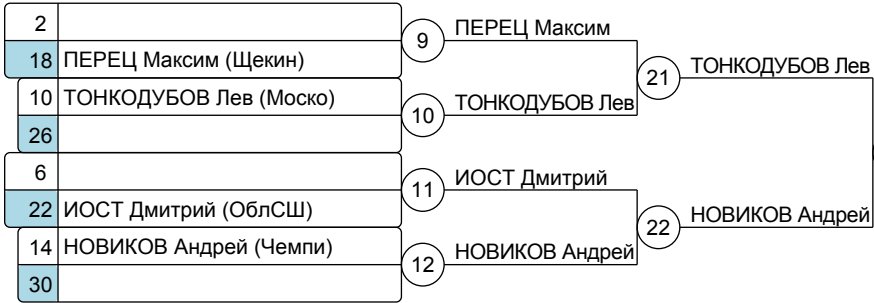 2
18 ПЕРЕЦ Максим (Щекин)
9 ПЕРЕЦ Максим
10 ТОНКОДУБОВ Лев (Моско)
26
10 ТОНКОДУБОВ Лев
21 ТОНКОДУБОВ Лев
6
22 ИОСТ Дмитрий (ОблСШ)
11 ИОСТ Дмитрий
14 НОВИКОВ Андрей (Чемпи)
30
12 НОВИКОВ Андрей
22 НОВИКОВ Андрей